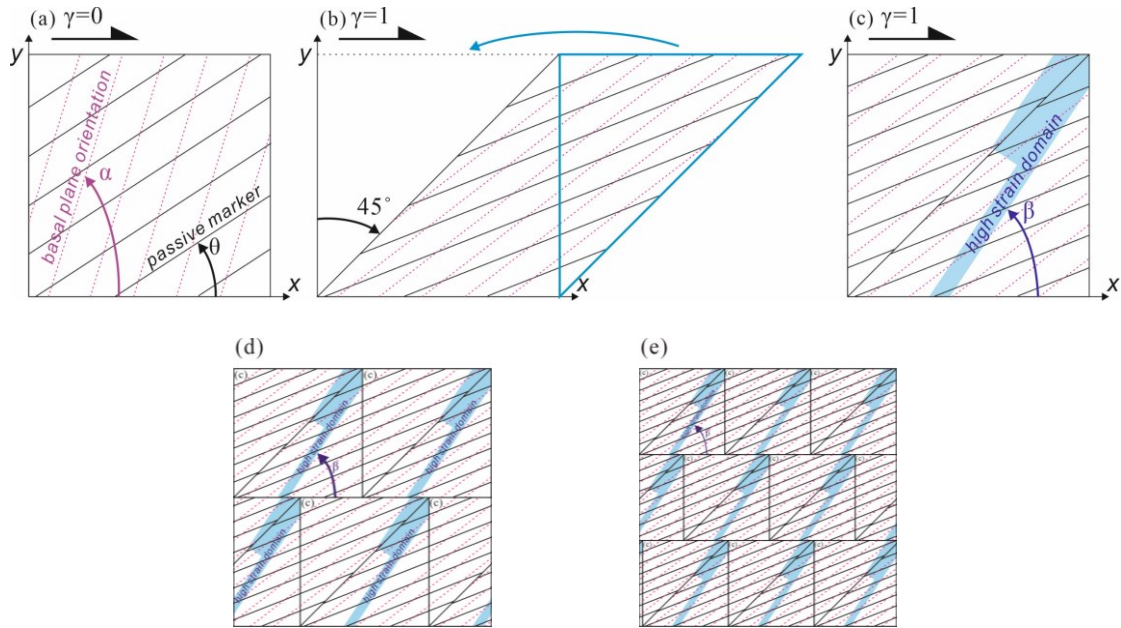 (a) γ=0
y
basal plane orientation
α
passive marker
θ
x
(b) γ=1
45°
x
(c) γ=1
y
high strain domain
β
x
(d)
(c) (c)
high strain domain
β
high strain domain
(c) (c)
high strain domain
high strain domain
(e)
(c) (c) (c)
β
(c) (c) (c)
(c) (c) (c)